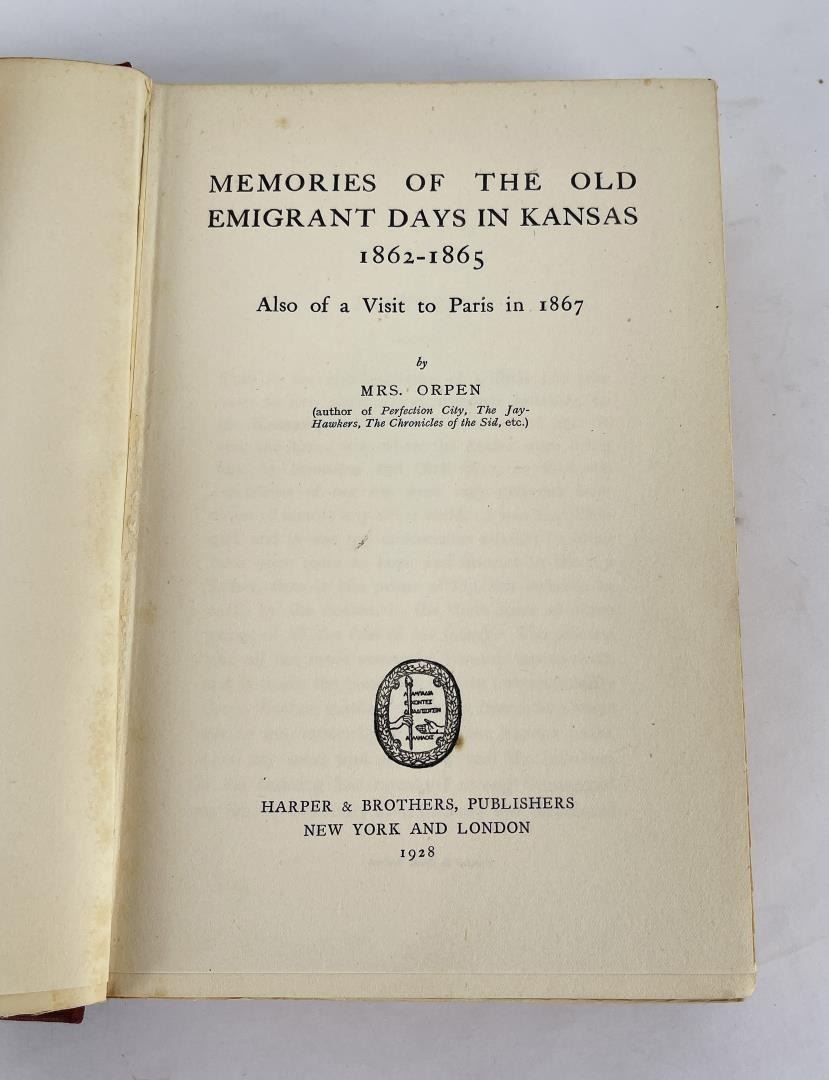 MEMORIES OF THE OLD
EMIGRANT DAYS IN KANSAS
1862-1865
Also of a Visit to Paris in 1867
by
MRS. ORPEN
(author of Perfection City, The Jay-
Hawkers, The Chronicles of the Sid, etc.)
HARPER & BROTHERS, PUBLISHERS
NEW YORK AND LONDON
1928